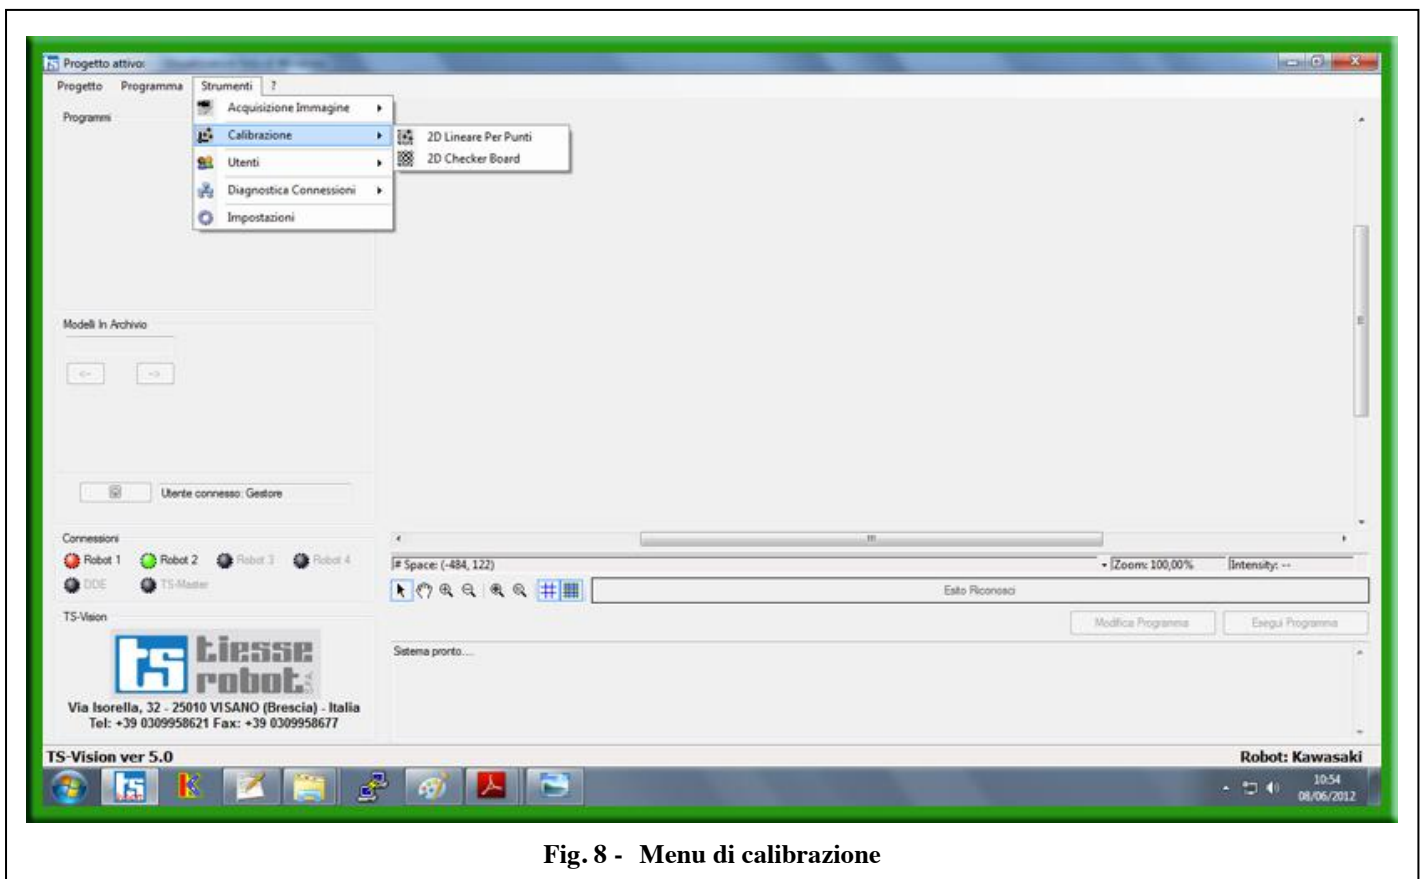 Progetto attivo:
Progetto Programma Strumenti ?
Programmi
Acquisizione Immagine
Calibrazione
2D Lineare Per Punti
2D Checker Board
Utenti
Diagnostica Connessioni
Impostazioni
Modelli In Archivio
<- ->
Utente connesso: Gestore
Connessioni
Robot 1 Robot 2 Robot 3 Robot 4
DDE TS-Master
# Space: (-484, 122) Zoom: 100,00% Intensity: --
Esito Riconosci
Modifica Programma Esegui Programma
TS-Vision
Sistema pronto....
ts tiesse
robot
Via Isorella, 32 - 25010 VISANO (Brescia) - Italia
Tel: +39 0309958621 Fax: +39 0309958677
TS-Vision ver 5.0 Robot: Kawasaki
10:54
08/06/2012
Fig. 8 - Menu di calibrazione